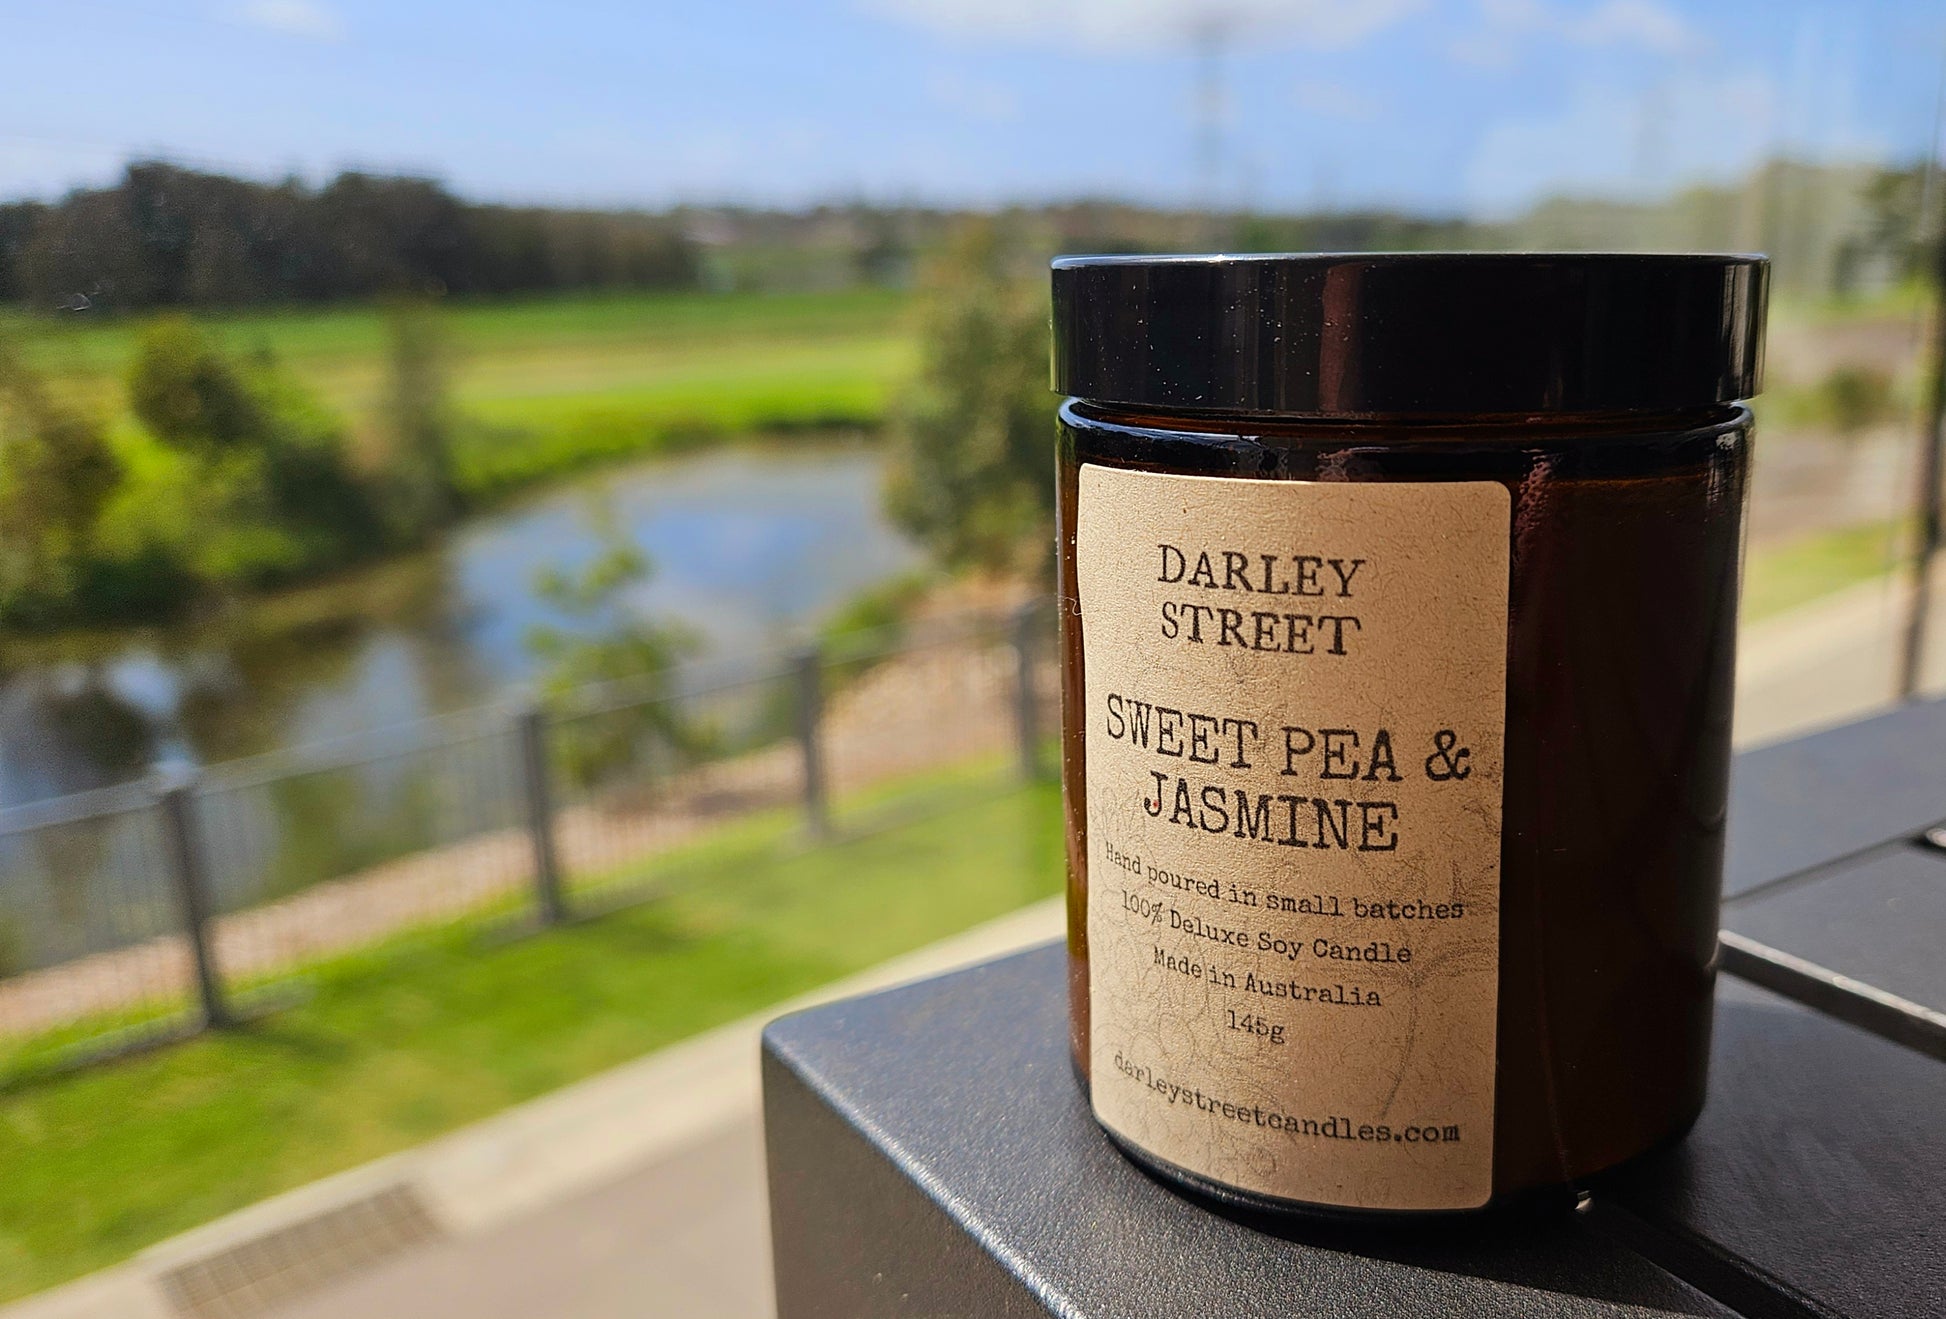 DARLEY
STREET
SWEET PEA &
JASMINE
Hand poured in small batches
100% Deluxe Soy Candle
Made in Australia
145g
darleystreetcandles.com